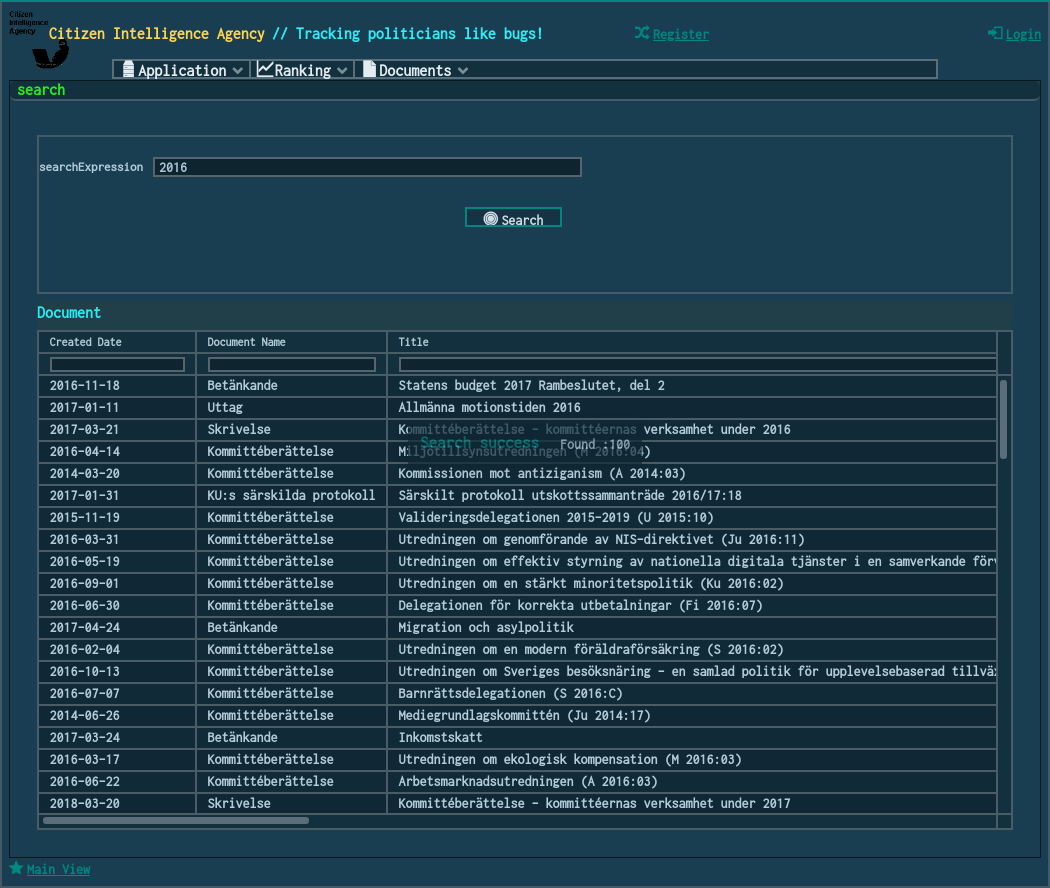 Citizen
Intelligence
Agency
Citizen Intelligence Agency // Tracking politicians like bugs!
Register
Login
Application
Ranking
Documents
search
searchExpression
2016
Search
Document
Created Date Document Name Title
2016-11-18 Betänkande Statens budget 2017 Rambeslutet, del 2
2017-01-11 Uttag Allmänna motionstiden 2016
2017-03-21 Skrivelse Kommittéberättelse - kommittéernas verksamhet under 2016
Search success Found :100
2016-04-14 Kommittéberättelse Miljötillsynsutredningen (M 2016:04)
2014-03-20 Kommittéberättelse Kommissionen mot antiziganism (A 2014:03)
2017-01-31 KU:s särskilda protokoll Särskilt protokoll utskottssammanträde 2016/17:18
2015-11-19 Kommittéberättelse Valideringsdelegationen 2015-2019 (U 2015:10)
2016-03-31 Kommittéberättelse Utredningen om genomförande av NIS-direktivet (Ju 2016:11)
2016-05-19 Kommittéberättelse Utredningen om effektiv styrning av nationella digitala tjänster i en samverkande förv
2016-09-01 Kommittéberättelse Utredningen om en stärkt minoritetspolitik (Ku 2016:02)
2016-06-30 Kommittéberättelse Delegationen för korrekta utbetalningar (Fi 2016:07)
2017-04-24 Betänkande Migration och asylpolitik
2016-02-04 Kommittéberättelse Utredningen om en modern föräldraförsäkring (S 2016:02)
2016-10-13 Kommittéberättelse Utredningen om Sveriges besöksnäring - en samlad politik för upplevelsebaserad tillväx
2016-07-07 Kommittéberättelse Barnrättsdelegationen (S 2016:C)
2014-06-26 Kommittéberättelse Mediegrundlagskommittén (Ju 2014:17)
2017-03-24 Betänkande Inkomstskatt
2016-03-17 Kommittéberättelse Utredningen om ekologisk kompensation (M 2016:03)
2016-06-22 Kommittéberättelse Arbetsmarknadsutredningen (A 2016:03)
2018-03-20 Skrivelse Kommittéberättelse - kommittéernas verksamhet under 2017
Main View